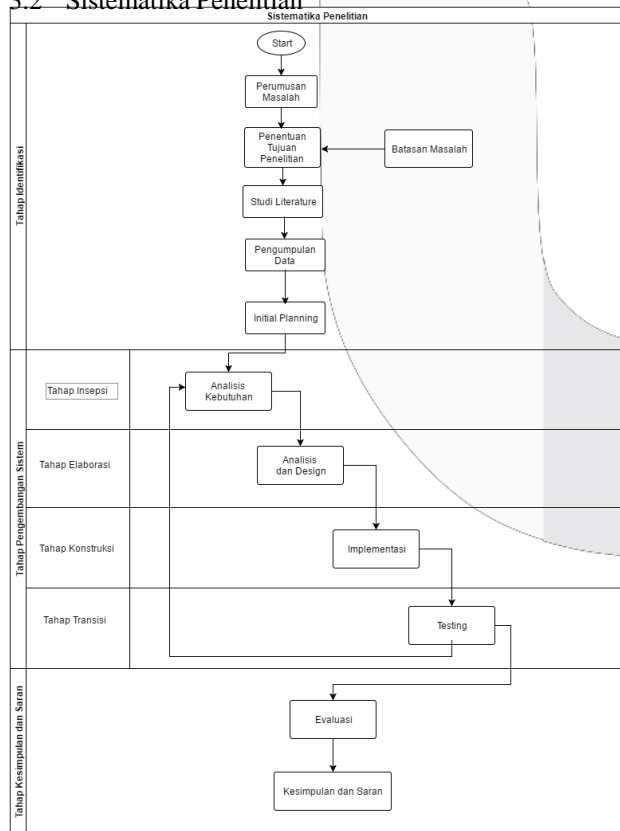 3.2 Sistematika Penelitian
Sistematika Penelitian
Tahap Identifikasi
Start
Perumusan
Masalah
Penentuan
Tujuan
Penelitian
Batasan Masalah
Studi Literature
Pengumpulan
Data
Initial Planning
Tahap Pengembangan Sistem
Tahap Insepsi
Analisis
Kebutuhan
Tahap Elaborasi
Analisis
dan Design
Tahap Konstruksi
Implementasi
Tahap Transisi
Testing
Tahap Kesimpulan dan Saran
Evaluasi
Kesimpulan dan Saran